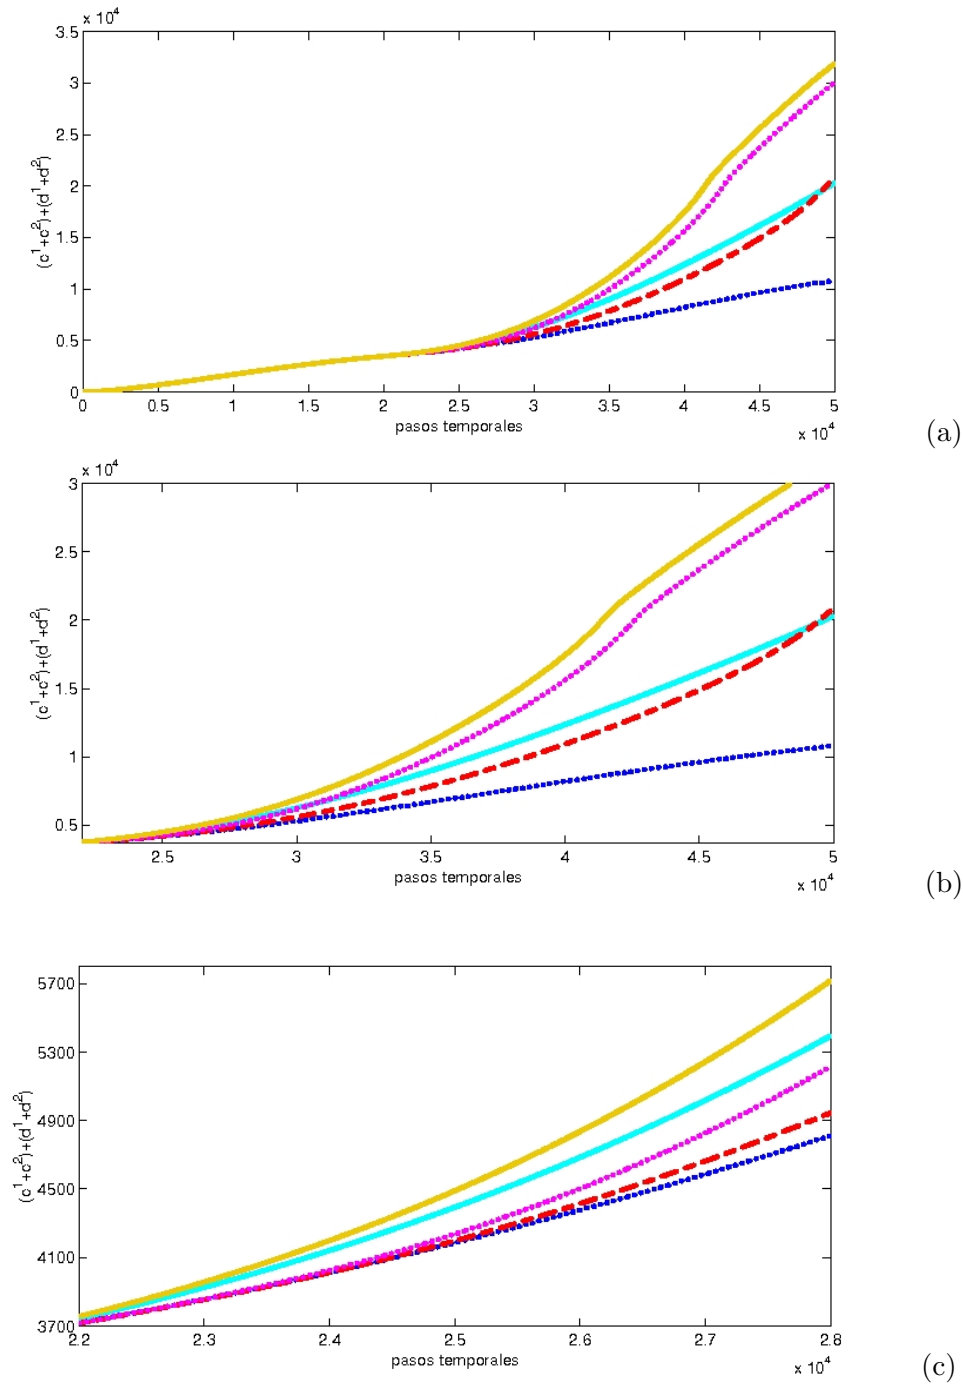 x 10^4
3.5
3
2.5
2
1.5
1
0.5
0
(c^1+c^2)+(d^1+d^2)
0 0.5 1 1.5 2 2.5 3 3.5 4 4.5 5
pasos temporales
x 10^4
(a)
x 10^4
3
2.5
2
1.5
1
0.5
(c^1+c^2)+(d^1+d^2)
2.5 3 3.5 4 4.5 5
pasos temporales
x 10^4
(b)
5700
5300
4900
4500
4100
3700
(c^1+c^2)+(d^1+d^2)
2.2 2.3 2.4 2.5 2.6 2.7 2.8
pasos temporales
x 10^4
(c)